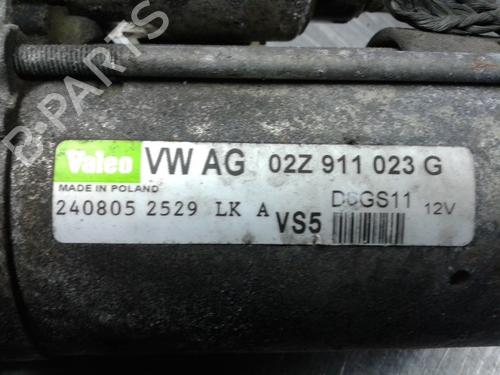 Valeo VW AG 02Z 911 023 G
MADE IN POLAND
240805 2529 LK A VS5 D6GS11 12V
B-PARTS